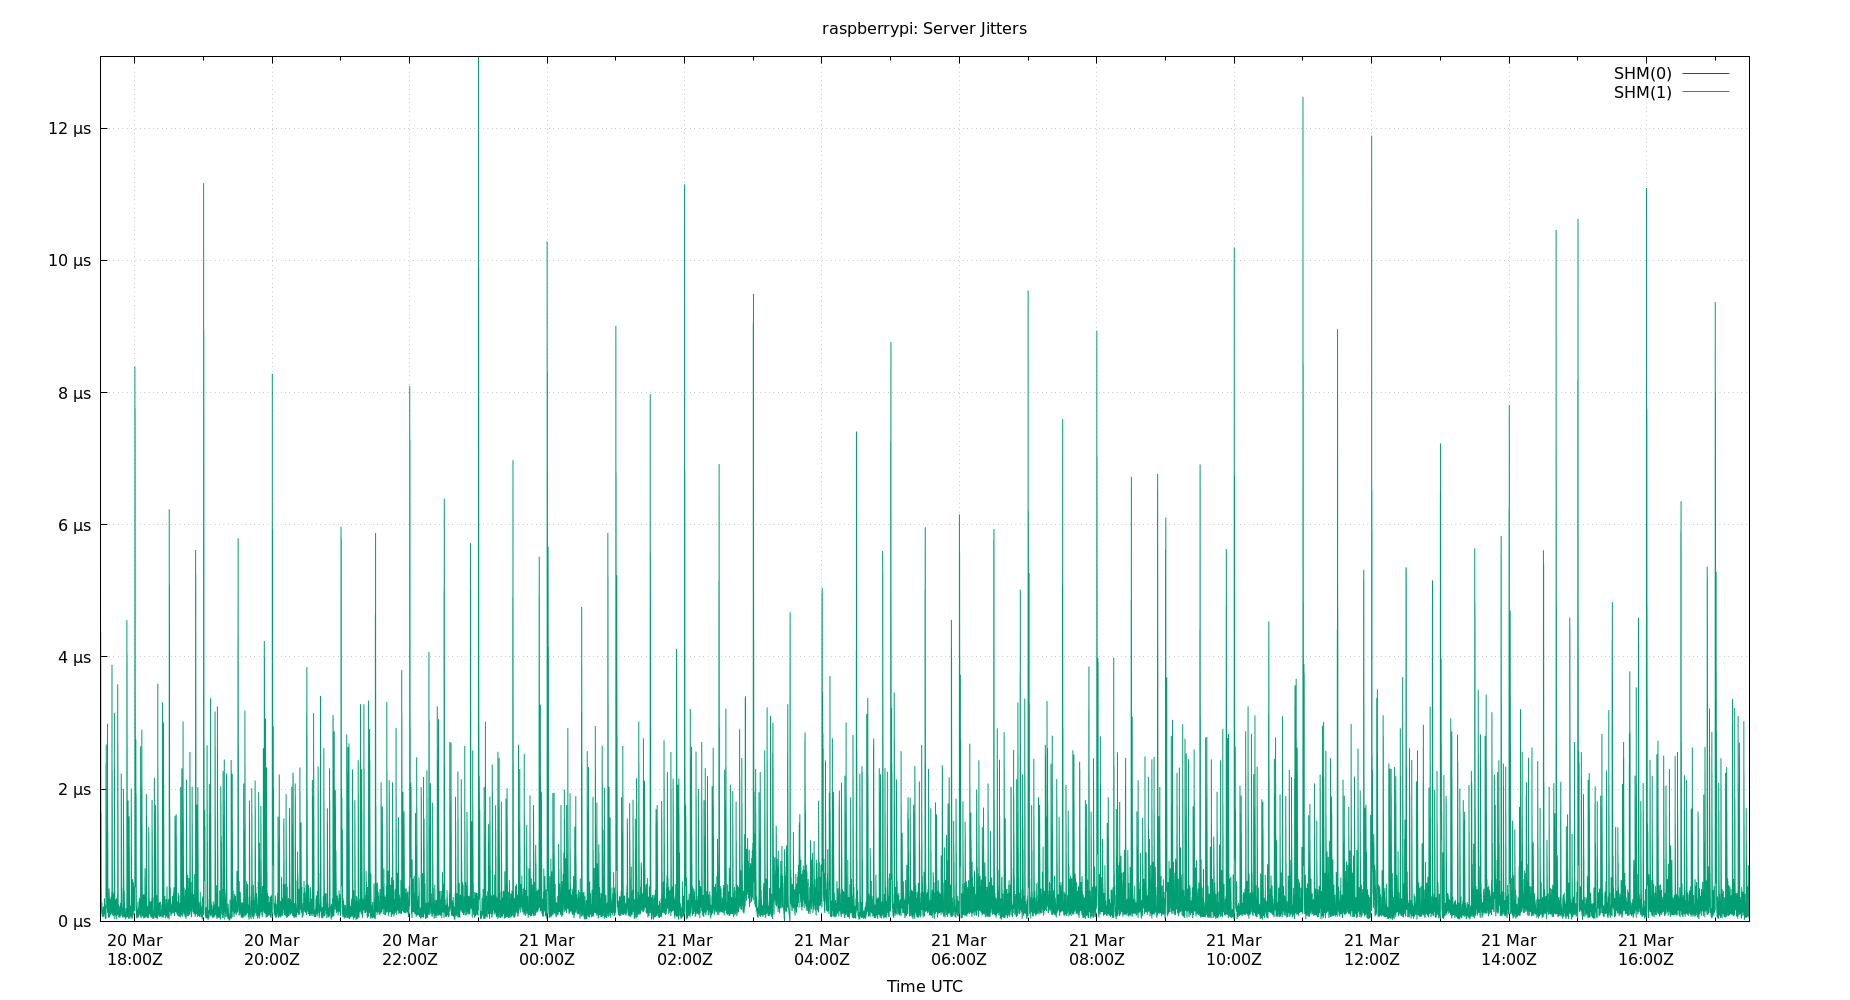 raspberrypi: Server Jitters
SHM(0)
SHM(1)
12 µs
10 µs
8 µs
6 µs
4 µs
2 µs
0 µs
20 Mar 20 Mar 20 Mar 21 Mar 21 Mar 21 Mar 21 Mar 21 Mar 21 Mar 21 Mar 21 Mar 21 Mar
18:00Z 20:00Z 22:00Z 00:00Z 02:00Z 04:00Z 06:00Z 08:00Z 10:00Z 12:00Z 14:00Z 16:00Z
Time UTC